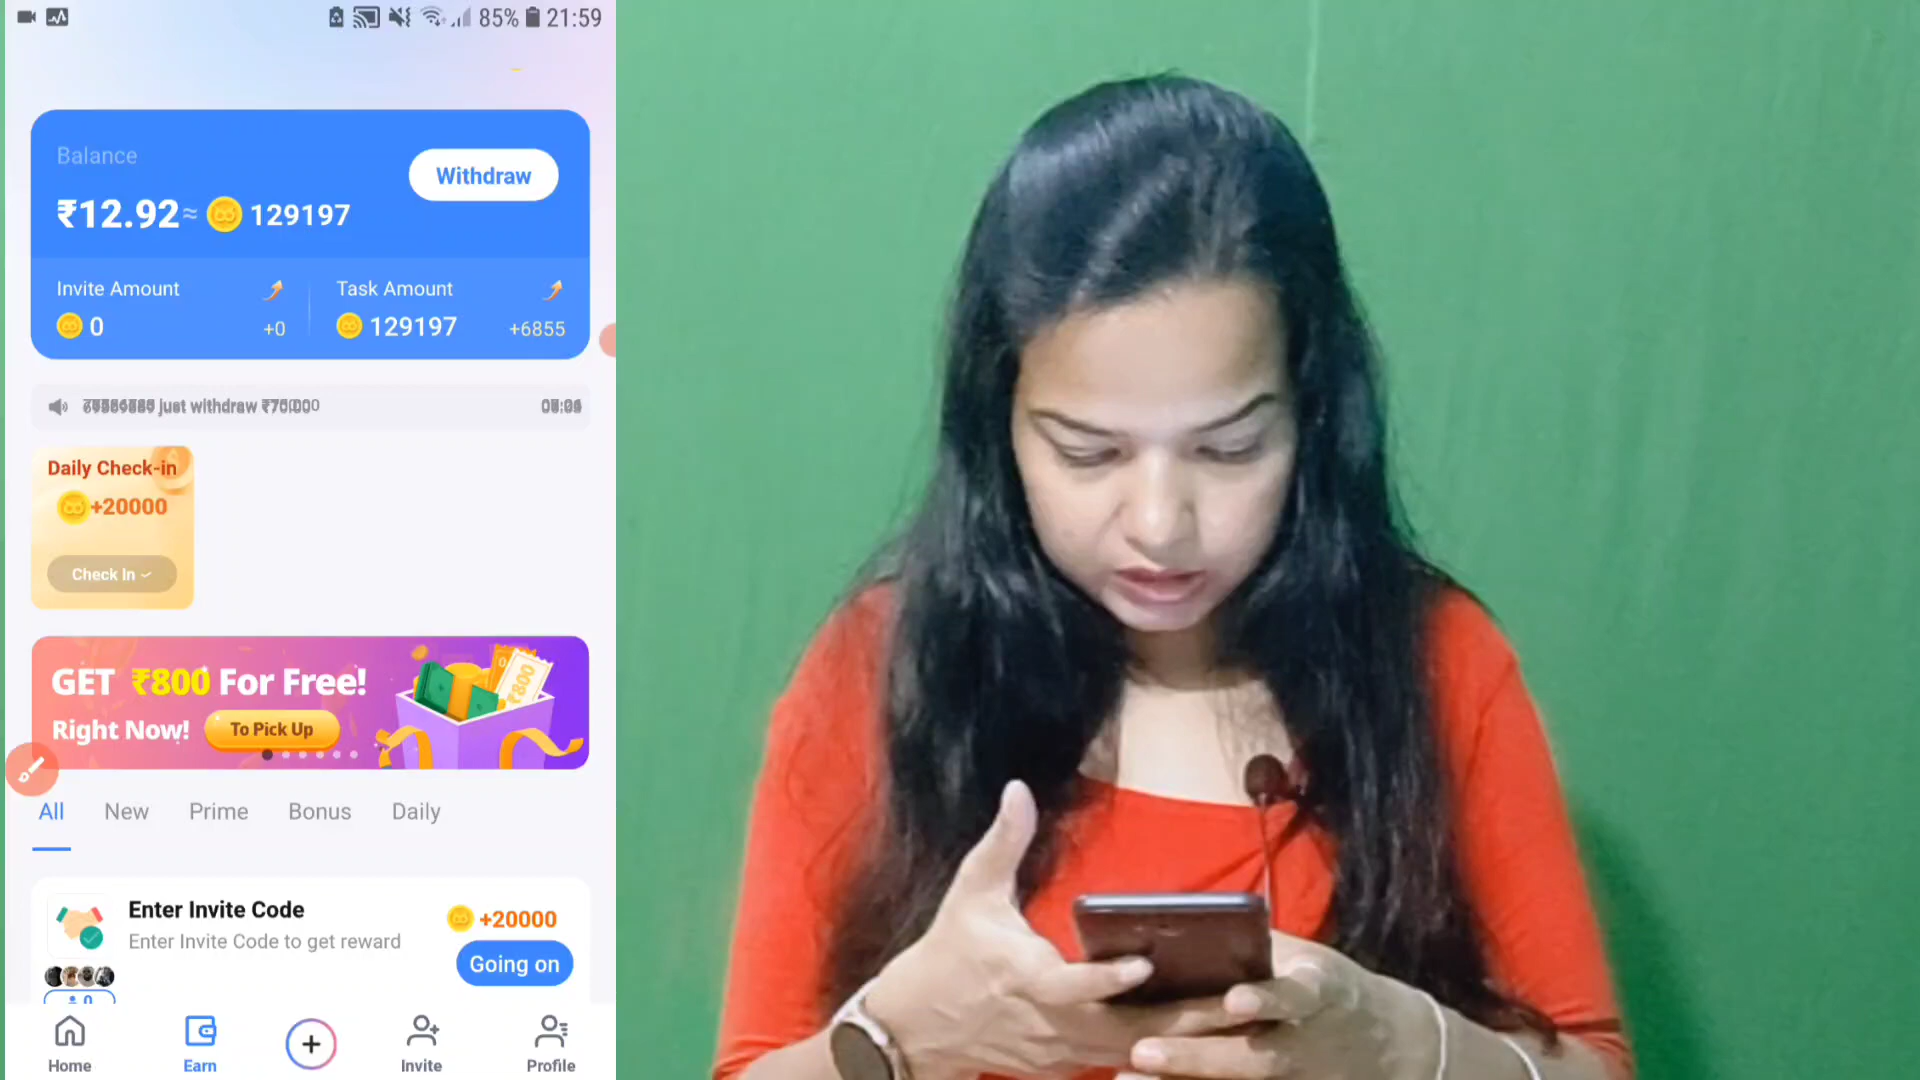 85% 21:59
Balance
Withdraw
₹12.92≈ 129197
Invite Amount
Task Amount
0
+0
129197
+6855
just withdraw
Daily Check-in
+20000
Check In
GET ₹800 For Free!
Right Now!
To Pick Up
₹800
All
New
Prime
Bonus
Daily
Enter Invite Code
+20000
Enter Invite Code to get reward
Going on
0
Home
Earn
Invite
Profile